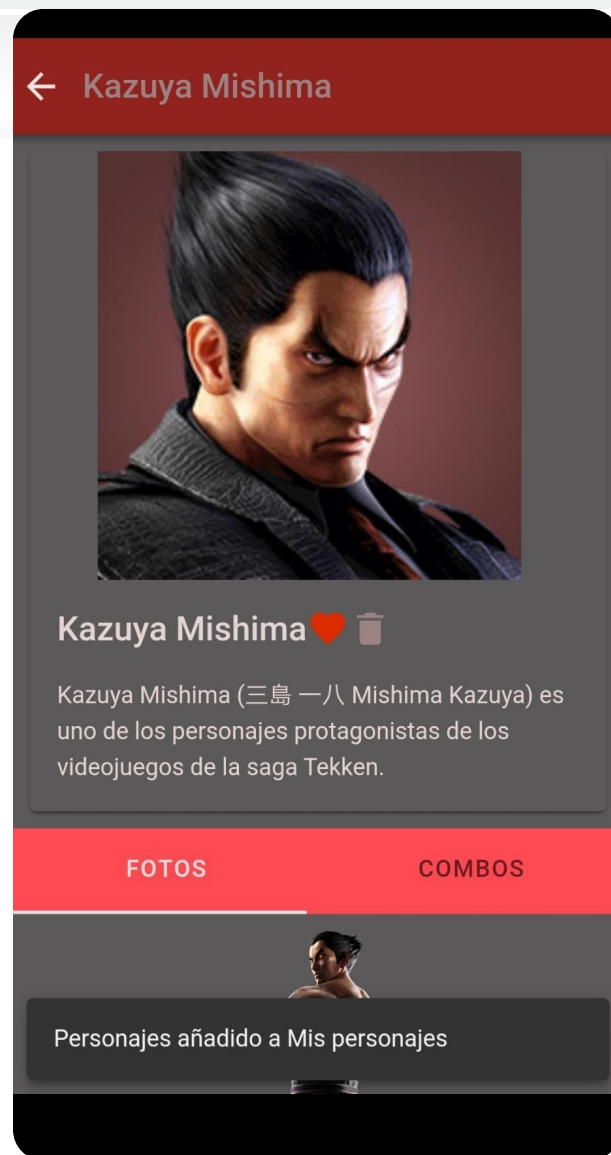 Kazuya Mishima
Kazuya Mishima
Kazuya Mishima (三島 一八 Mishima Kazuya) es
uno de los personajes protagonistas de los
videojuegos de la saga Tekken.
FOTOS
COMBOS
Personajes añadido a Mis personajes